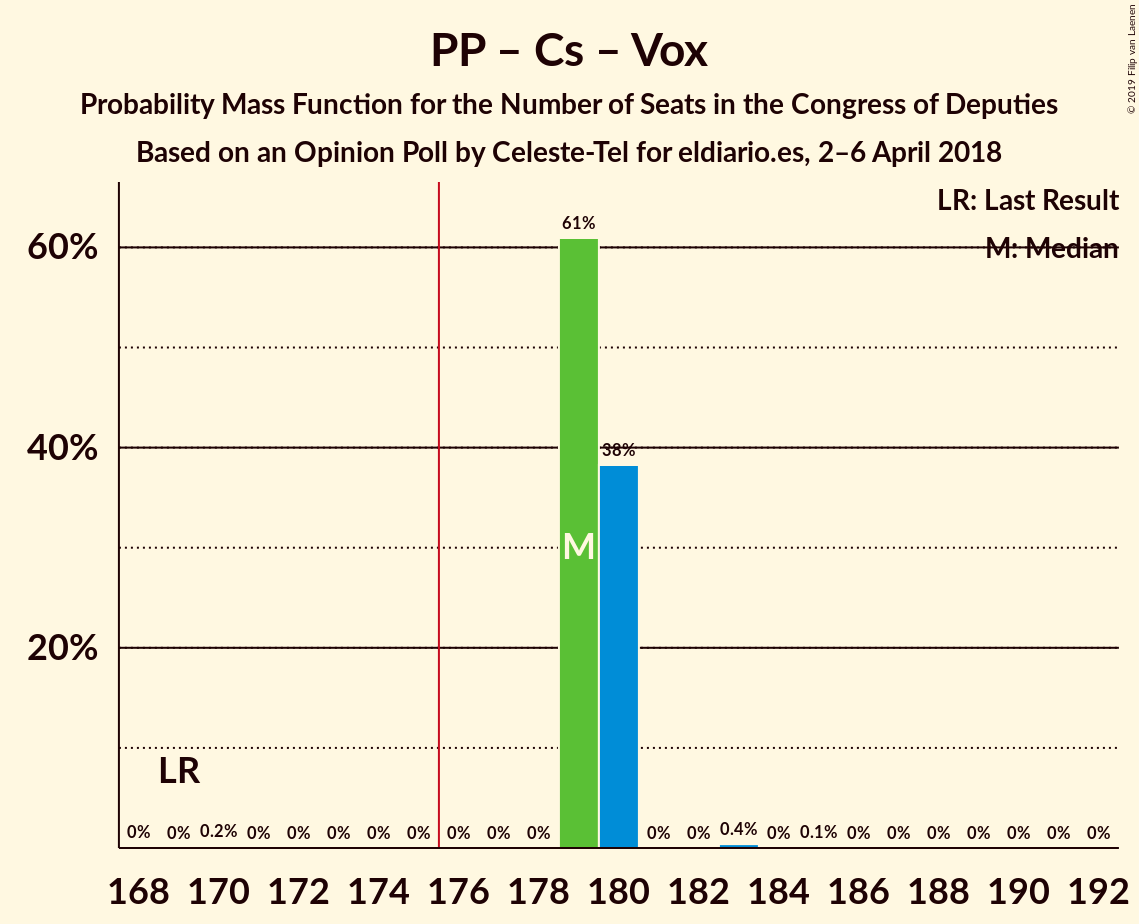 PP – Cs – Vox
Probability Mass Function for the Number of Seats in the Congress of Deputies
Based on an Opinion Poll by Celeste-Tel for eldiario.es, 2–6 April 2018
© 2019 Filip van Laenen
LR: Last Result
M: Median
61%
60%
40%
38%
M
20%
LR
0% 0% 0.2% 0% 0% 0% 0% 0% 0% 0% 0% 0% 0% 0.4% 0% 0.1% 0% 0% 0% 0% 0% 0% 0%
168 170 172 174 176 178 180 182 184 186 188 190 192